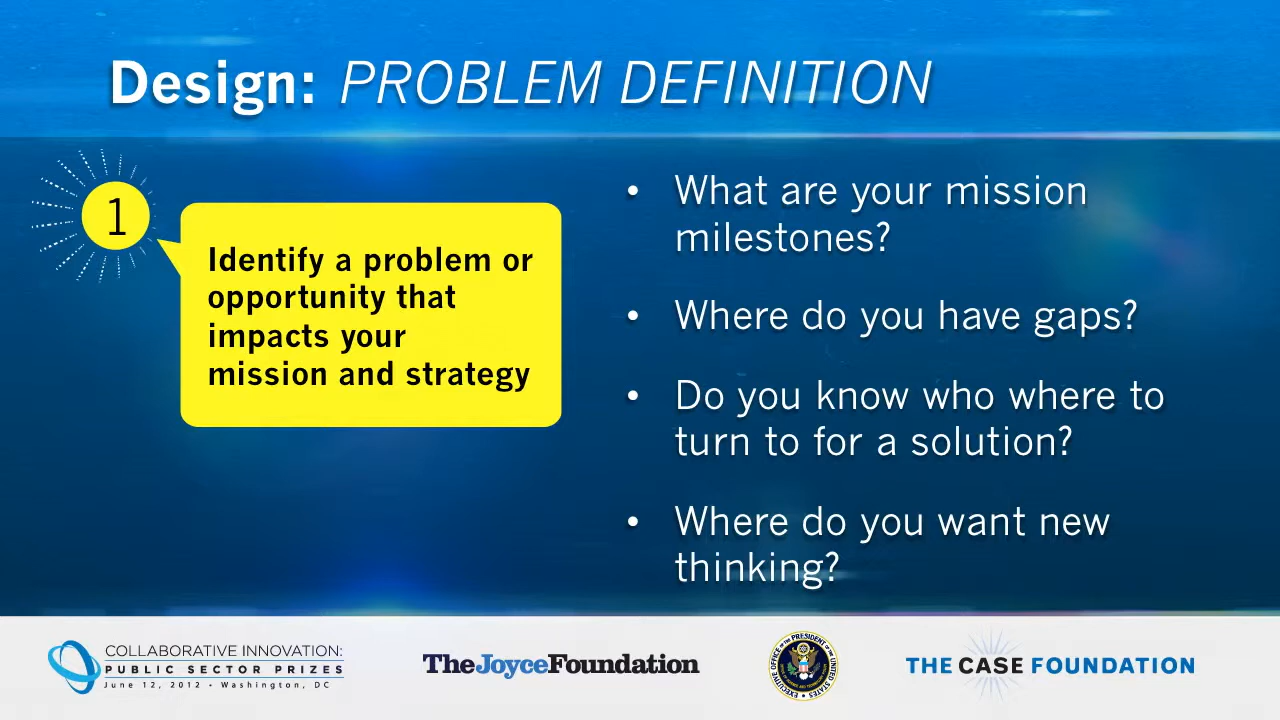 Design: PROBLEM DEFINITION
1
Identify a problem or
opportunity that
impacts your
mission and strategy
• What are your mission
milestones?
• Where do you have gaps?
• Do you know who where to
turn to for a solution?
• Where do you want new
thinking?
COLLABORATIVE INNOVATION:
PUBLIC SECTOR PRIZES
June 12, 2012 • Washington, DC
TheJoyceFoundation
THE CASE FOUNDATION